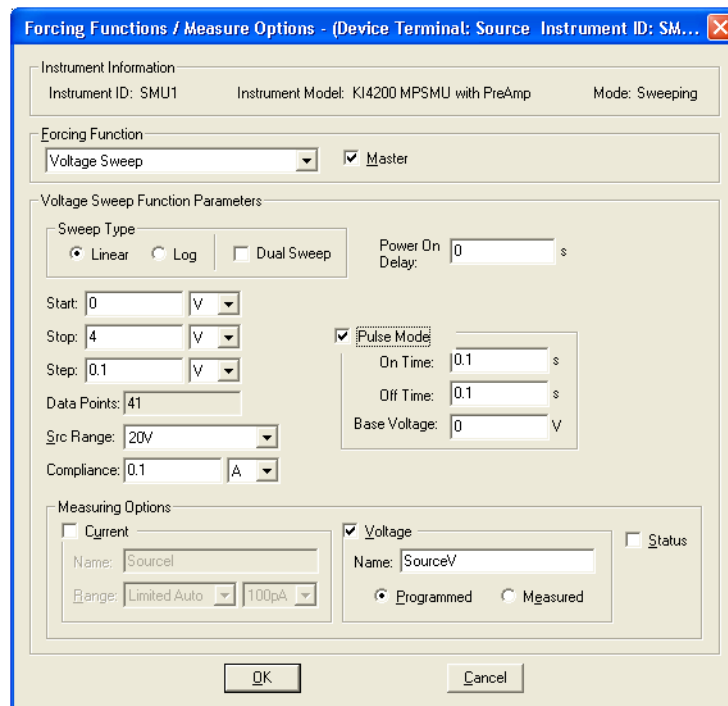 Forcing Functions / Measure Options - (Device Terminal: Source Instrument ID: SM...
Instrument Information
Instrument ID: SMU1 Instrument Model: KI4200 MPSMU with PreAmp Mode: Sweeping
Forcing Function
Voltage Sweep Master
Voltage Sweep Function Parameters
Sweep Type
Linear Log Dual Sweep
Power On Delay: 0 s
Start: 0 V
Stop: 4 V
Step: 0.1 V
Data Points: 41
Src Range: 20V
Compliance: 0.1 A
Pulse Mode
On Time: 0.1 s
Off Time: 0.1 s
Base Voltage: 0 V
Measuring Options
Current
Name: SourceI
Range: Limited Auto 100pA
Voltage
Name: SourceV
Programmed Measured
Status
OK Cancel